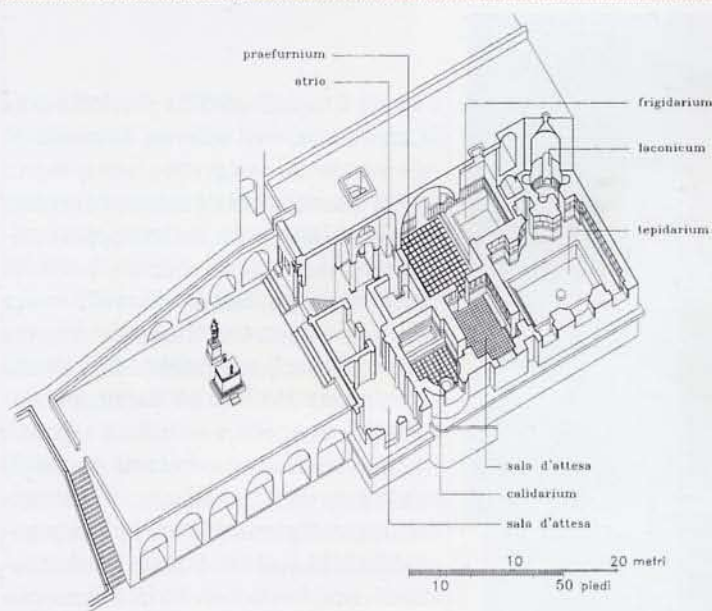 praefurnium
atrio
frigidarium
laconicum
tepidarium
sala d'attesa
calidarium
sala d'attesa
10 20 metri
10 50 piedi